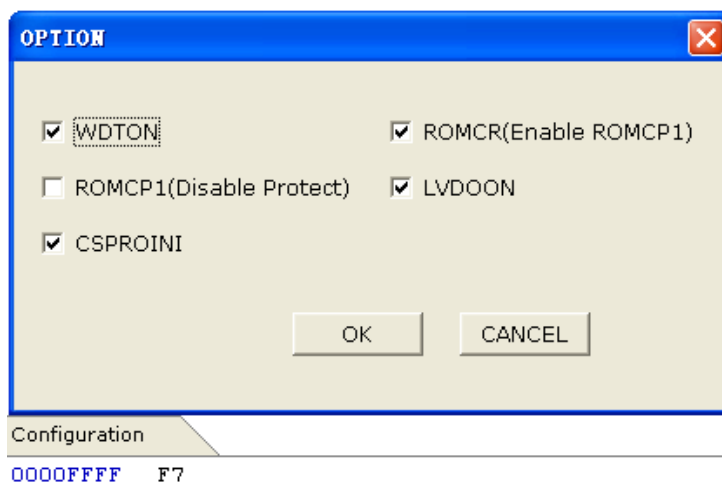 OPTION
WDTON
ROMCR(Enable ROMCP1)
ROMCP1(Disable Protect)
LVDOON
CSPROINI
OK
CANCEL
Configuration
0000FFFF F7